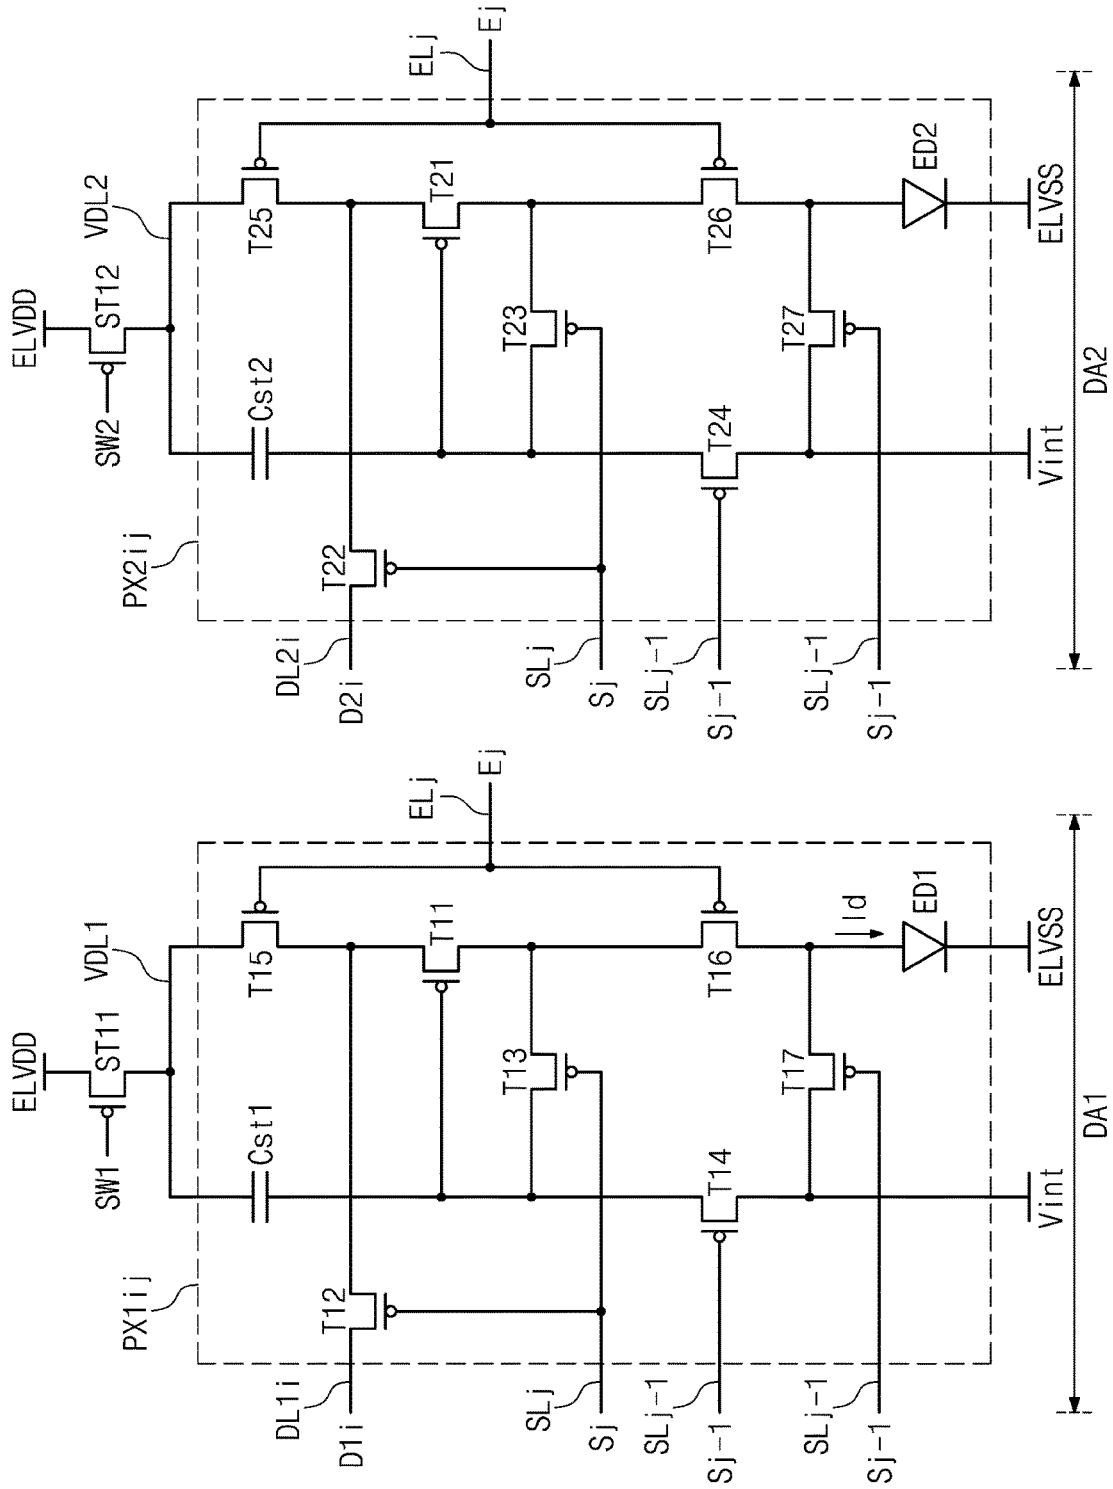 ELVDD
SW1
ST11
VDL1
PX1ij
Cst1
T15
DL1i
D1i
T12
T11
ELj
Ej
T13
SLj
Sj
SLj-1
Sj-1
T14
T16
Id
SLj-1
Sj-1
T17
ED1
Vint
ELVSS
DA1
ELVDD
SW2
ST12
VDL2
PX2ij
Cst2
T25
DL2i
D2i
T22
T21
ELj
Ej
T23
SLj
Sj
SLj-1
Sj-1
T24
T26
SLj-1
Sj-1
T27
ED2
Vint
ELVSS
DA2